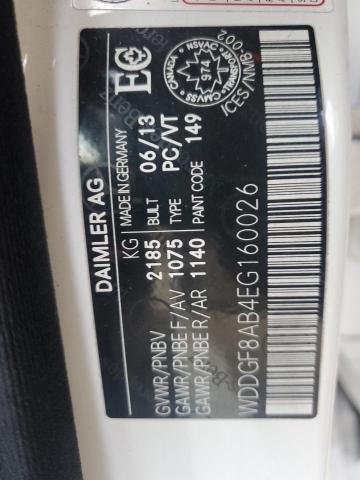 DAIMLER AG
EC
KG MADE IN GERMANY
GVWR/PNBV 2185 BUILT 06/13
GAWR/PNBE F/AV 1075 TYPE PC/VT
GAWR/PNBE R/AR 1140 PAINT CODE 149
CANADA
TRANSPORT
974
CMVSS
NSVAC
ICES/NMB-002
WDDGF8AB4EG160026